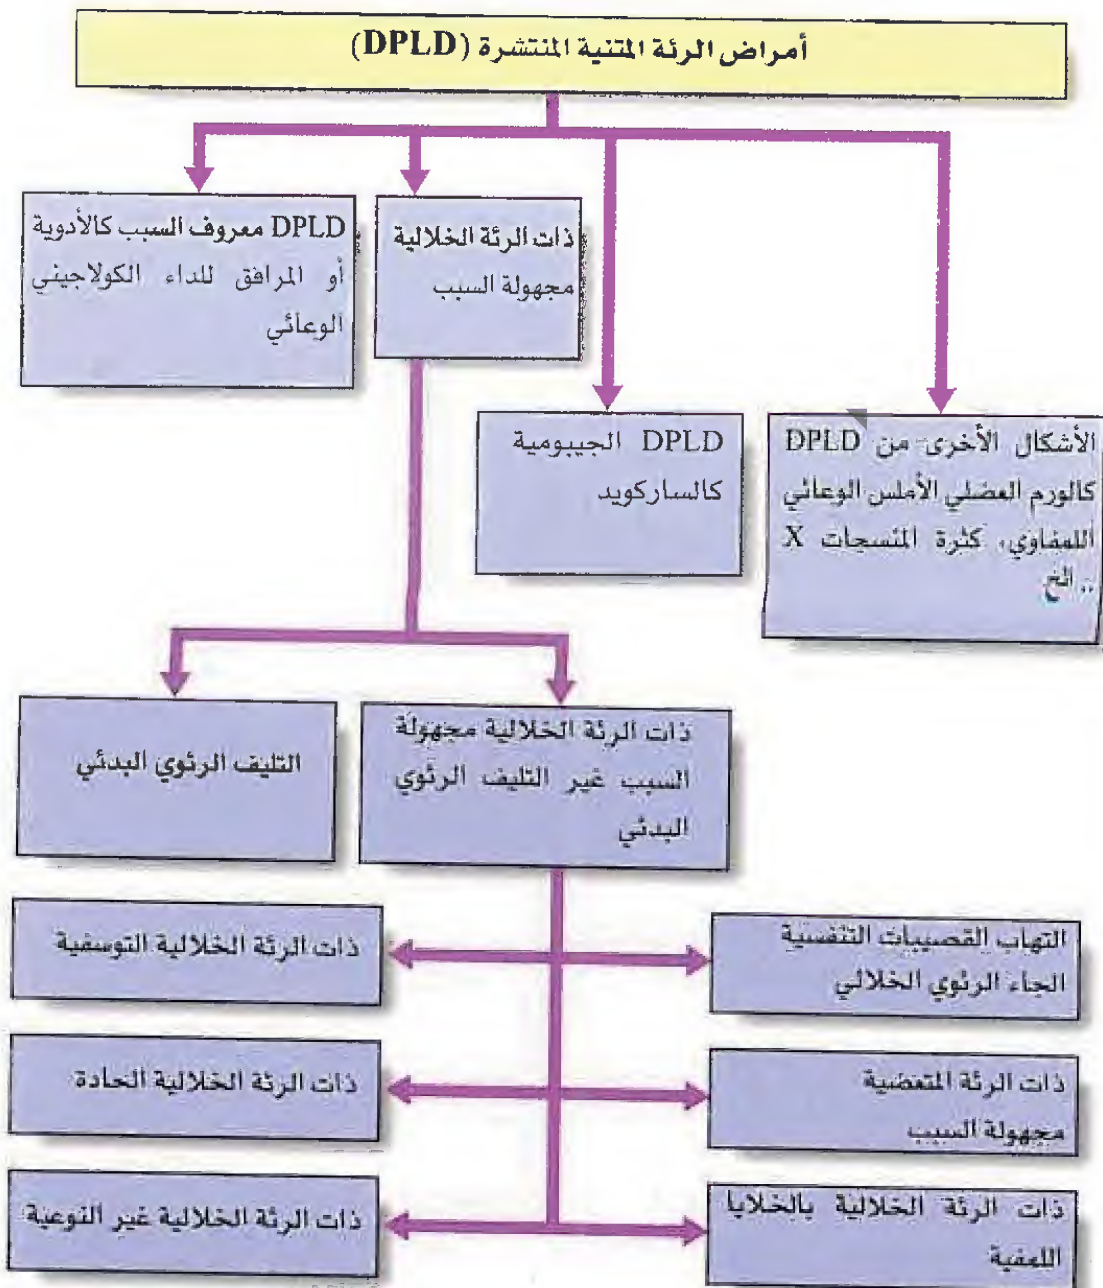 أمراض الرئة المتنية المنتشرة (DPLD)
DPLD معروف السبب كالأدوية
أو المرافق للداء الكولاجيني
الوعائي
ذات الرئة الخلالية
مجهولة السبب
DPLD الجيبومية
كالساركويد
الأشكال الأخرى من DPLD
كالورم العضلي الأملس الوعائي
اللمفاوي، كثرة المنسجات X
.. الخ
التليف الرئوي البدئي
ذات الرئة الخلالية مجهولة
السبب غير التليف الرئوي
البدئي
ذات الرئة الخلالية التوسفية
التهاب القصيبات التنفسية
الجاء الرئوي الخلالي
ذات الرئة الخلالية الحادة
ذات الرئة المتعضية
مجهولة السبب
ذات الرئة الخلالية غير النوعية
ذات الرئة الخلالية بالخلايا
اللمفية